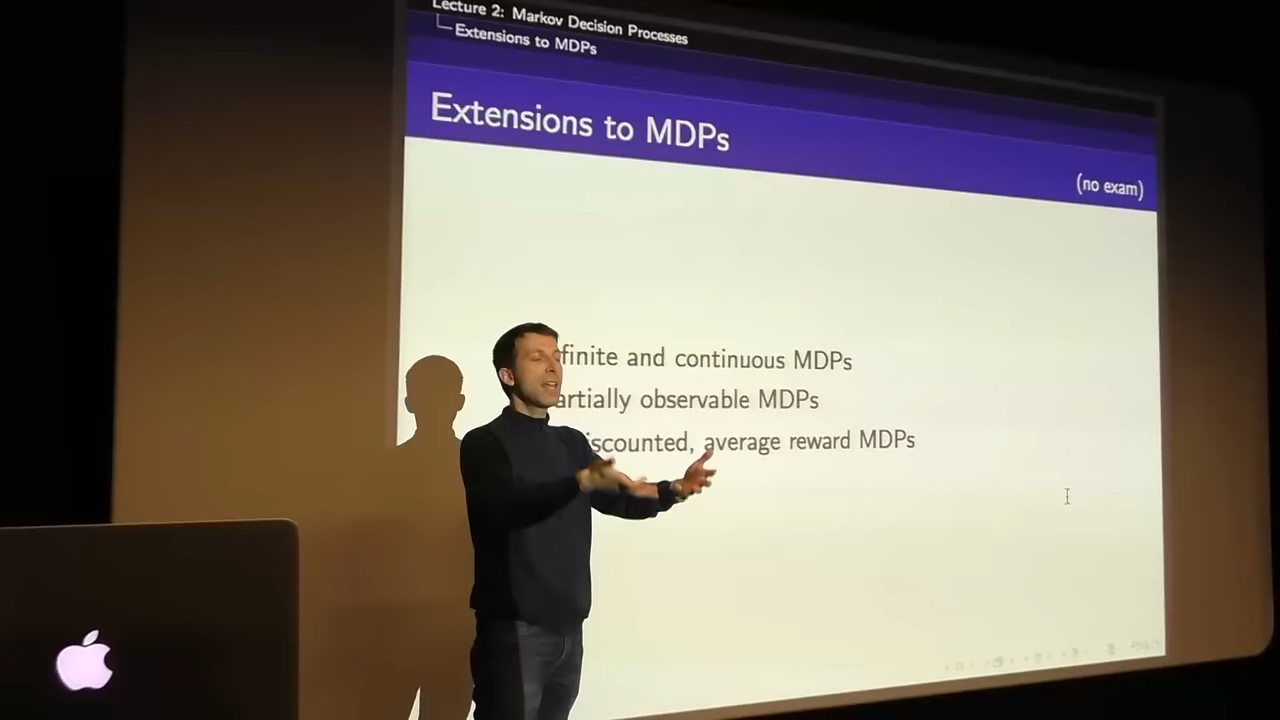 Lecture 2: Markov Decision Processes
Extensions to MDPs
Extensions to MDPs
(no exam)
finite and continuous MDPs
artially observable MDPs
iscounted, average reward MDPs